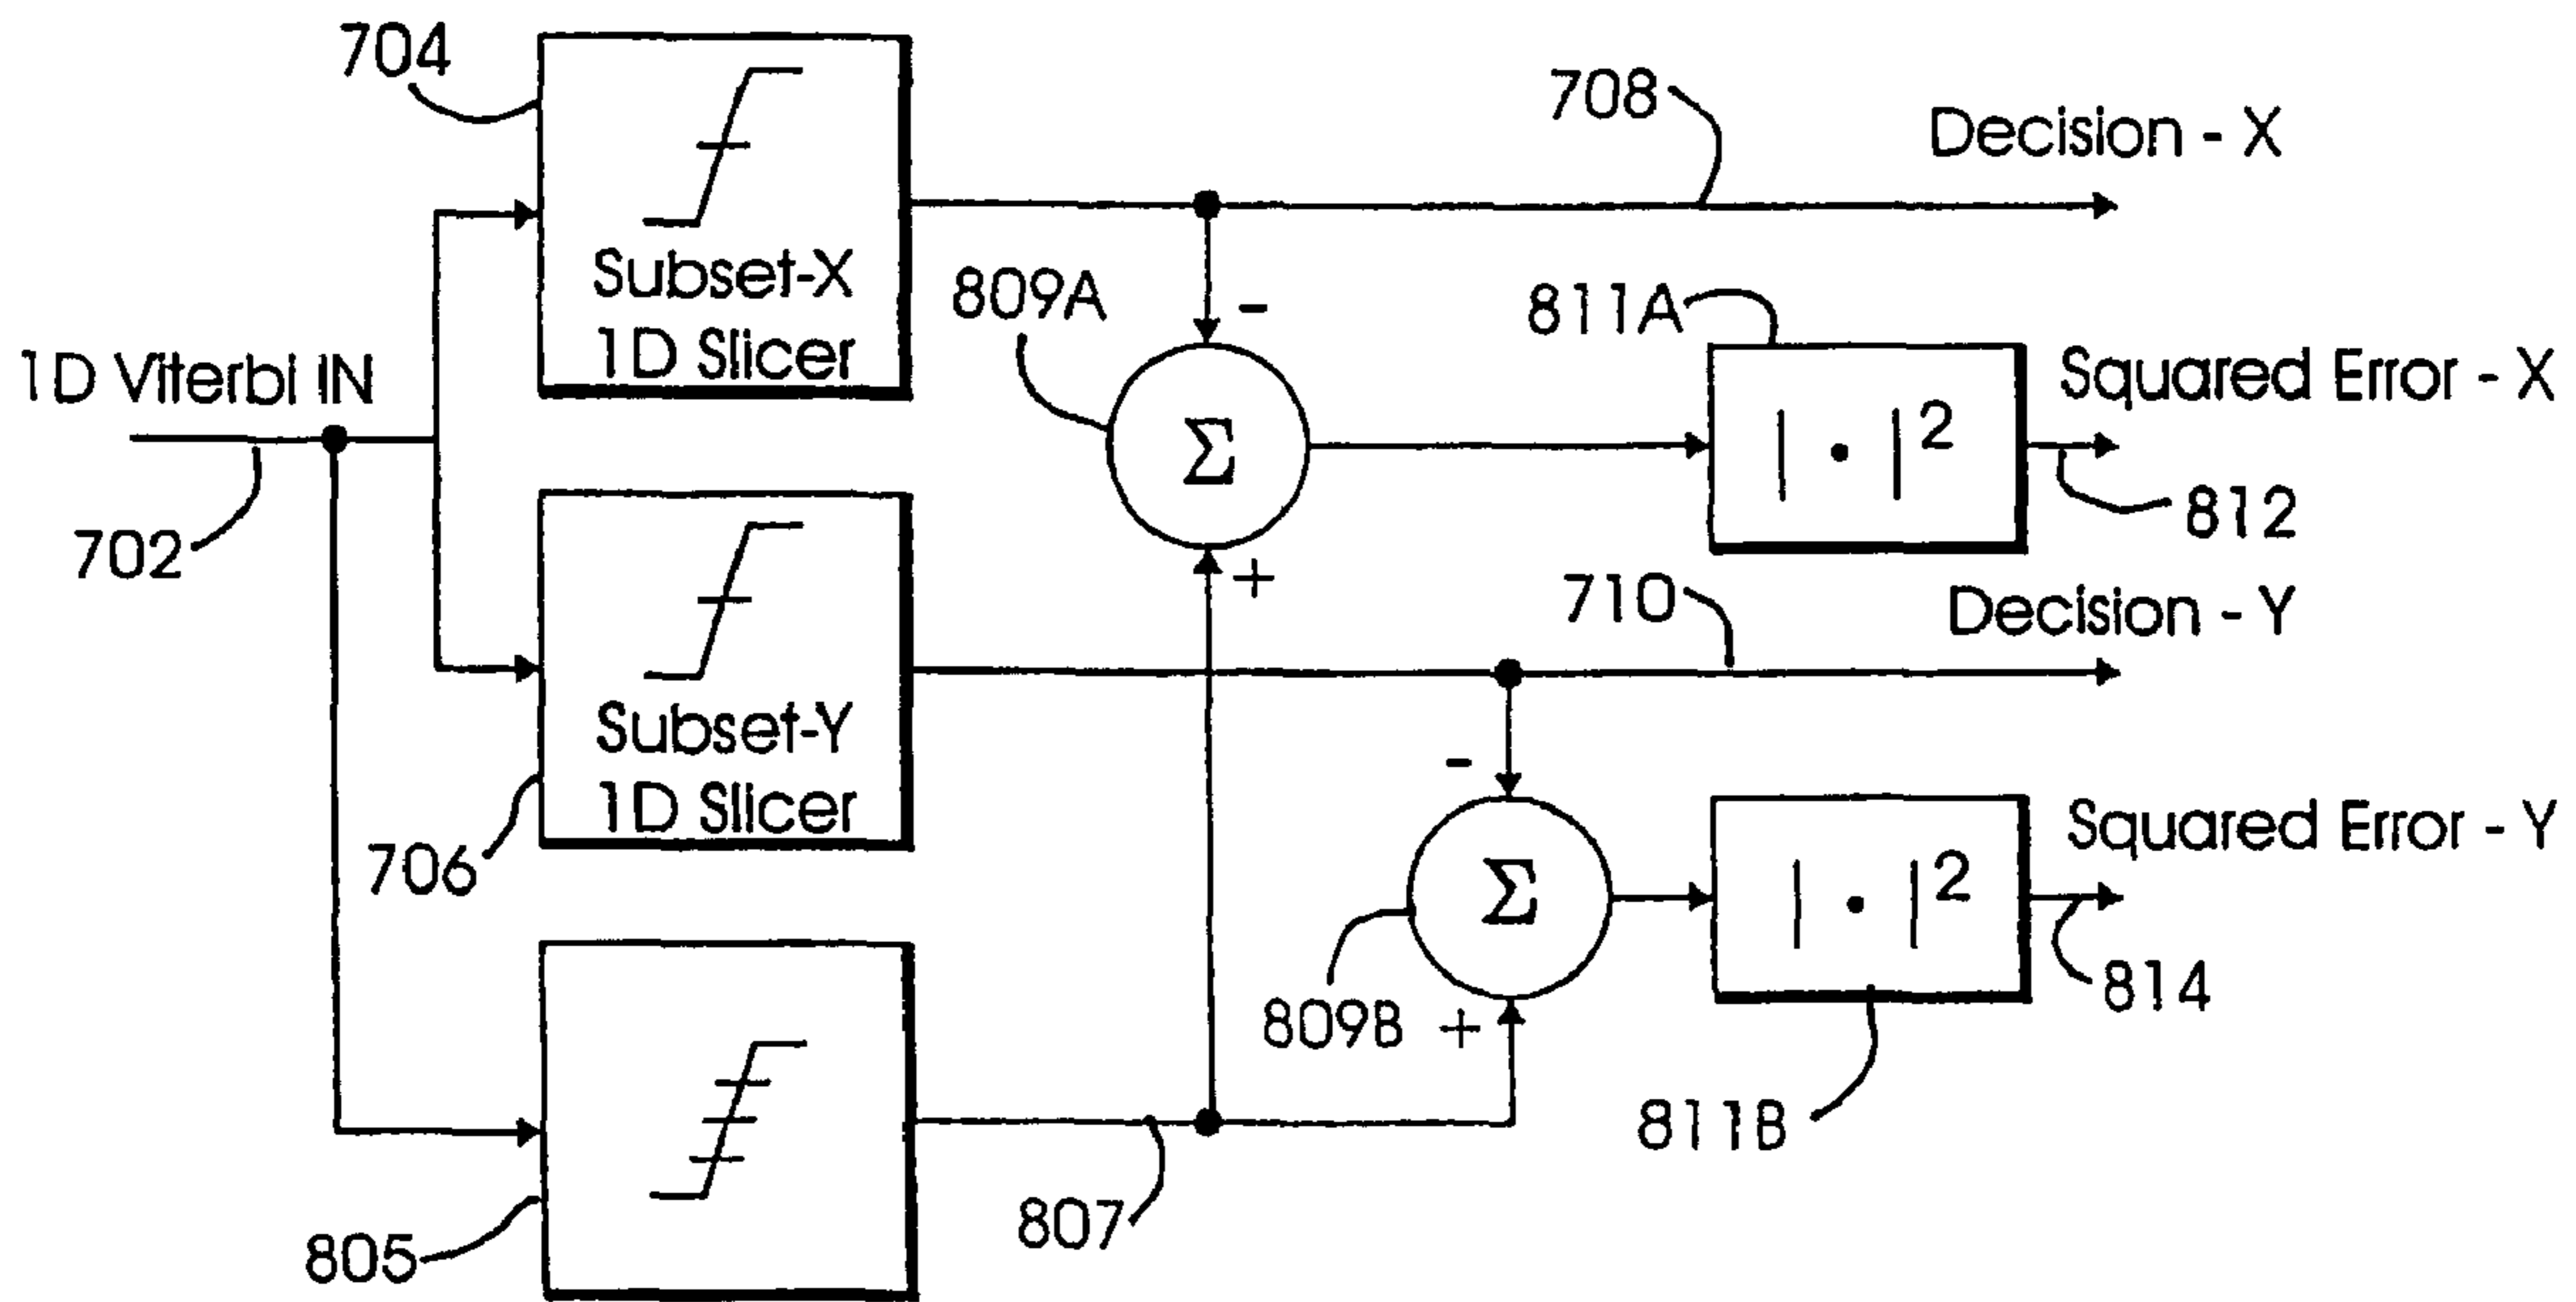 704
708
Decision - X
Subset-X
1D Slicer
809A
-
811A
1D Viterbi IN
Σ
| • |2
Squared Error - X
702
812
+
710
Decision - Y
Subset-Y
1D Slicer
706
-
Σ
| • |2
Squared Error - Y
809B
+
814
811B
807
805